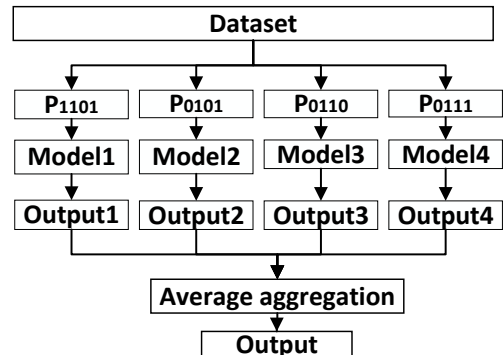 Dataset
P1101 P0101 P0110 P0111
Model1 Model2 Model3 Model4
Output1 Output2 Output3 Output4
Average aggregation
Output